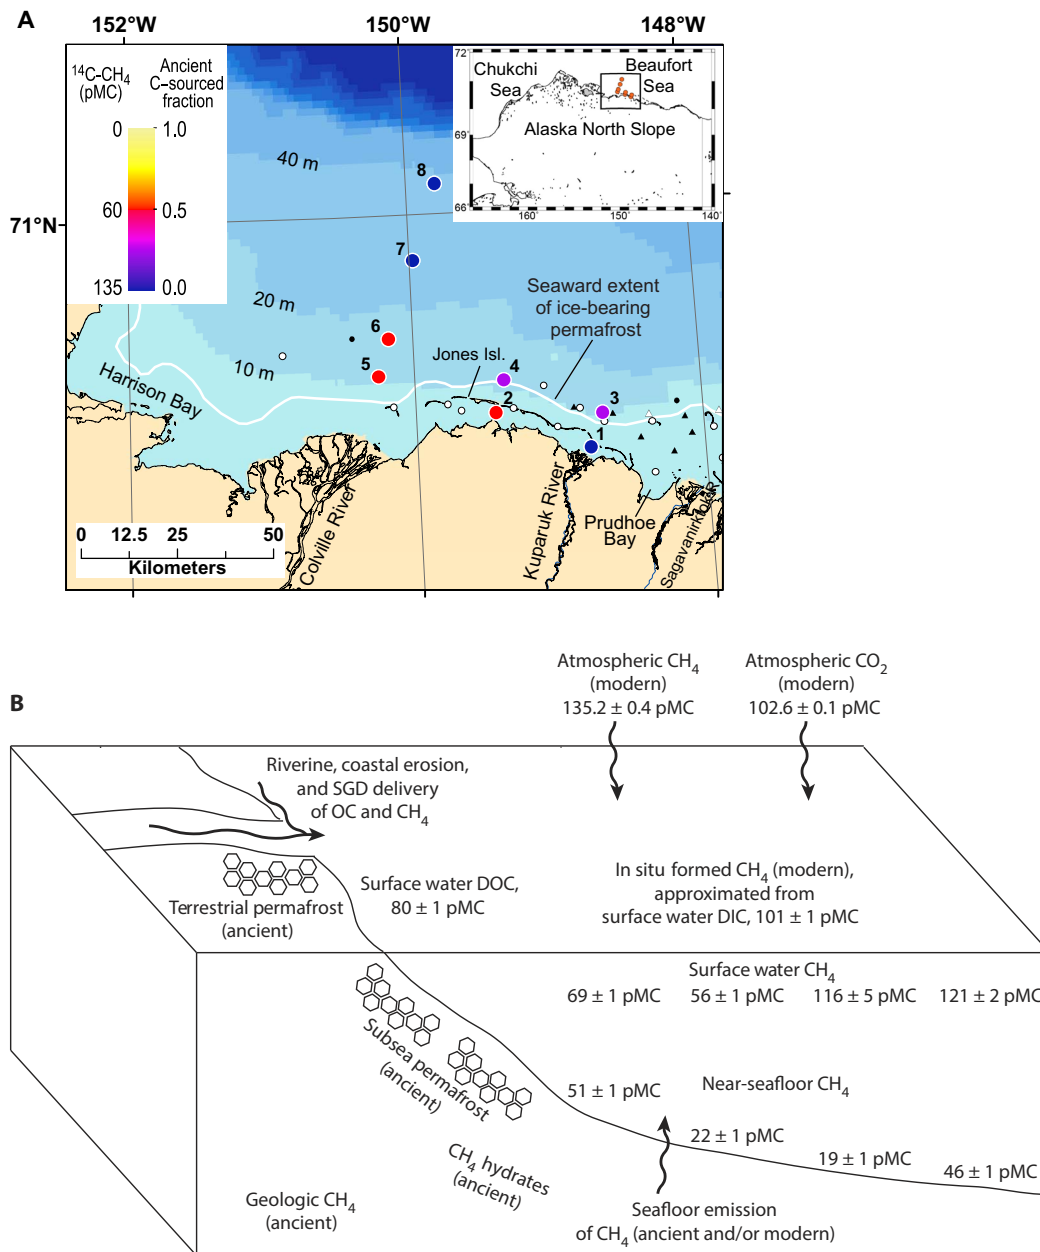 A
152°W
150°W
148°W
14C-CH4
(pMC)
Ancient
C–sourced
fraction
0
1.0
60
0.5
135
0.0
72
69
66
160°
150°
140°
Chukchi
Sea
Beaufort
Sea
Alaska North Slope
71°N
40 m
20 m
10 m
8
7
6
5
4
3
2
1
Seaward extent
of ice-bearing
permafrost
Jones Isl.
Harrison Bay
Colville River
Kuparuk River
Prudhoe
Bay
Sagavanirktok R
0 12.5 25 50
Kilometers
B
Atmospheric CH4
(modern)
135.2 ± 0.4 pMC
Atmospheric CO2
(modern)
102.6 ± 0.1 pMC
Riverine, coastal erosion,
and SGD delivery
of OC and CH4
Surface water DOC,
80 ± 1 pMC
In situ formed CH4 (modern),
approximated from
surface water DIC, 101 ± 1 pMC
Terrestrial permafrost
(ancient)
Surface water CH4
69 ± 1 pMC 56 ± 1 pMC 116 ± 5 pMC 121 ± 2 pMC
Subsea permafrost
(ancient)
51 ± 1 pMC
Near-seafloor CH4
22 ± 1 pMC
19 ± 1 pMC
46 ± 1 pMC
CH4 hydrates
(ancient)
Geologic CH4
(ancient)
Seafloor emission
of CH4 (ancient and/or modern)